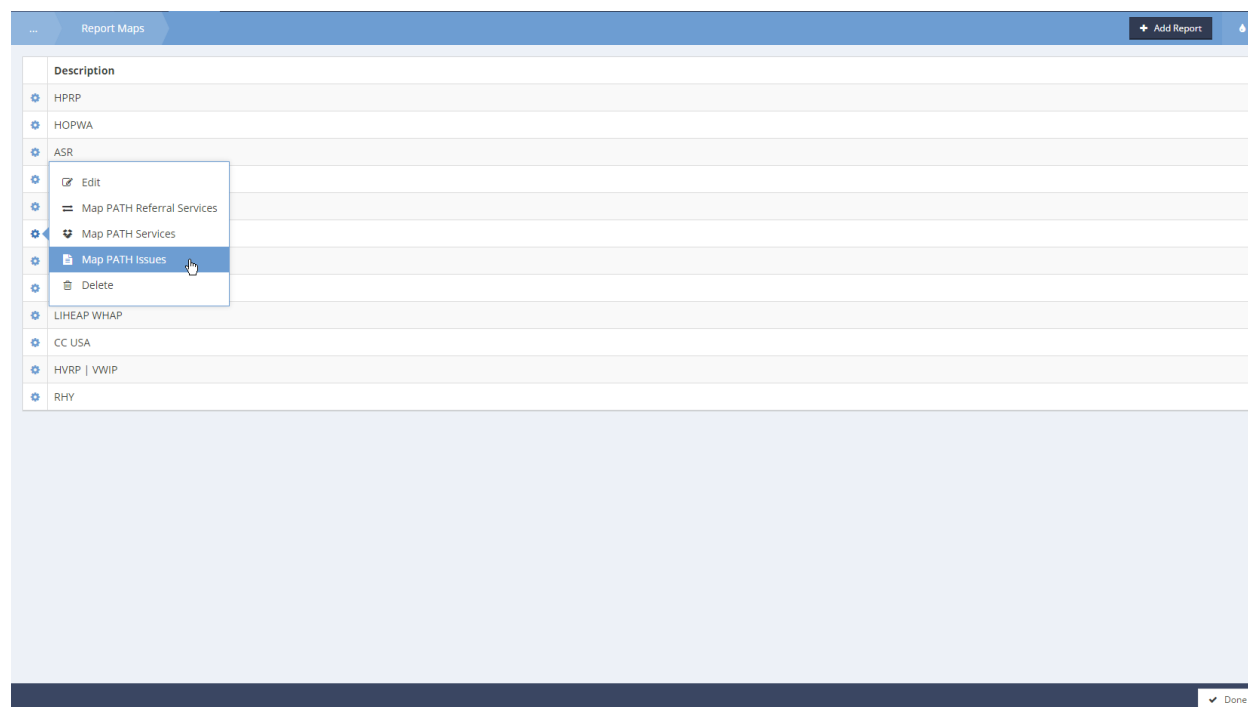 ... Report Maps + Add Report
Description
HPRP
HOPWA
ASR
Edit
Map PATH Referral Services
Map PATH Services
Map PATH Issues
Delete
LIHEAP WHAP
CC USA
HVRP | VWIP
RHY
Done